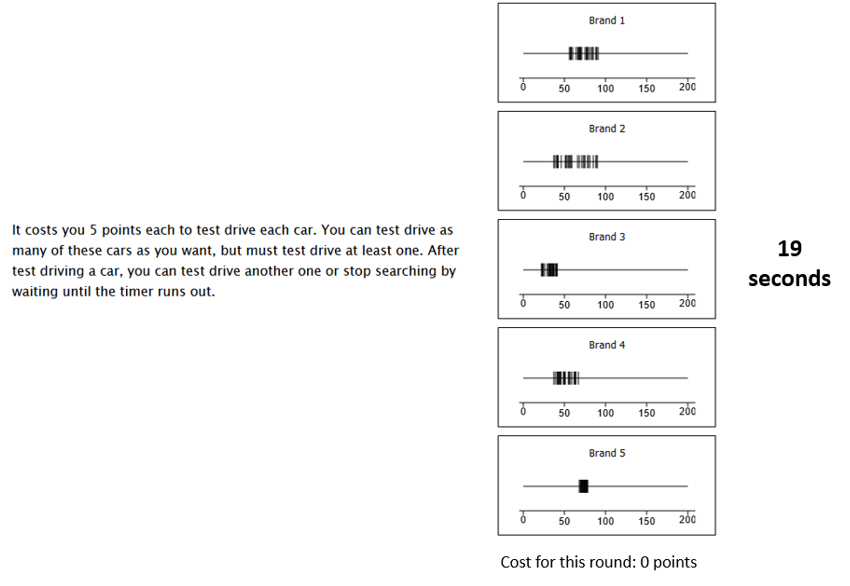 Brand 1
0 50 100 150 200
Brand 2
0 50 100 150 200
It costs you 5 points each to test drive each car. You can test drive as
many of these cars as you want, but must test drive at least one. After
test driving a car, you can test drive another one or stop searching by
waiting until the timer runs out.
Brand 3
0 50 100 150 200
19
seconds
Brand 4
0 50 100 150 200
Brand 5
0 50 100 150 200
Cost for this round: 0 points